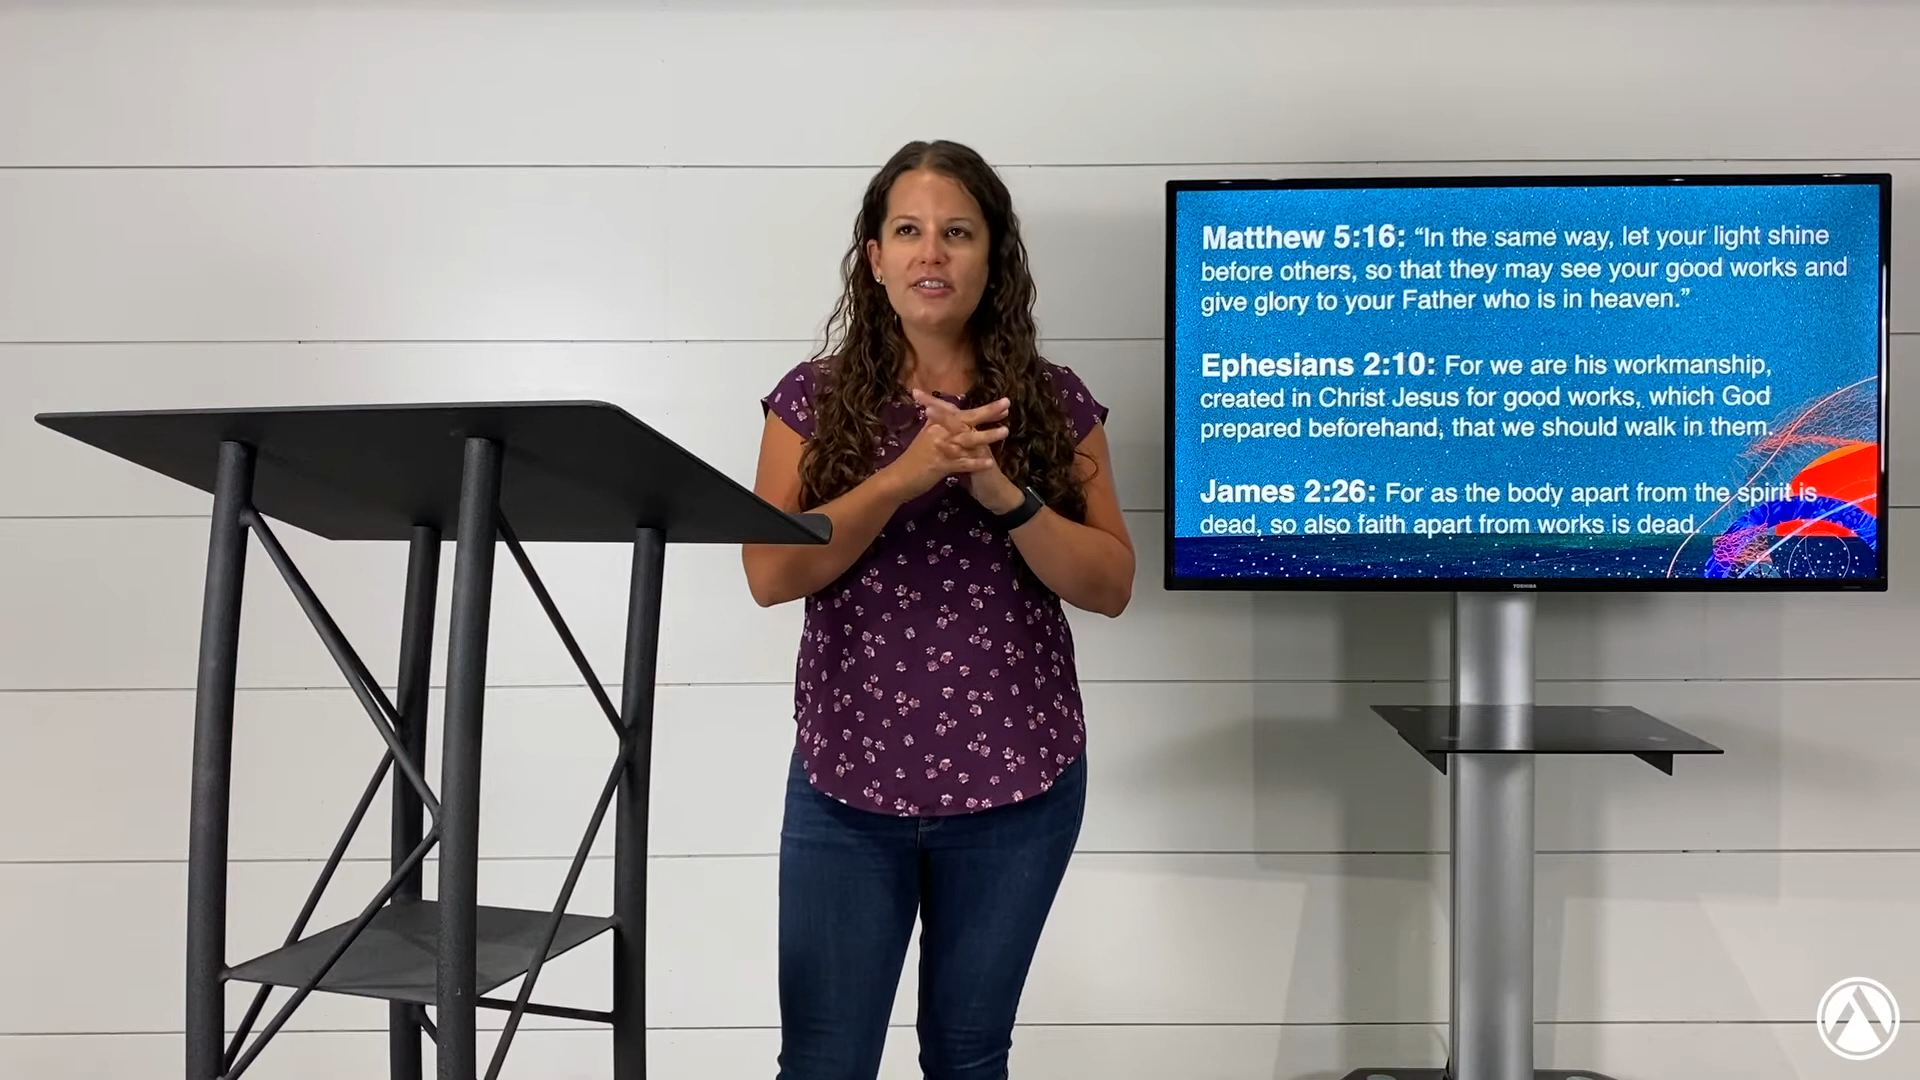 Matthew 5:16: “In the same way, let your light shine
before others, so that they may see your good works and
give glory to your Father who is in heaven.”
Ephesians 2:10: For we are his workmanship,
created in Christ Jesus for good works, which God
prepared beforehand, that we should walk in them.
James 2:26: For as the body apart from the spirit is
dead, so also faith apart from works is dead.
TOSHIBA